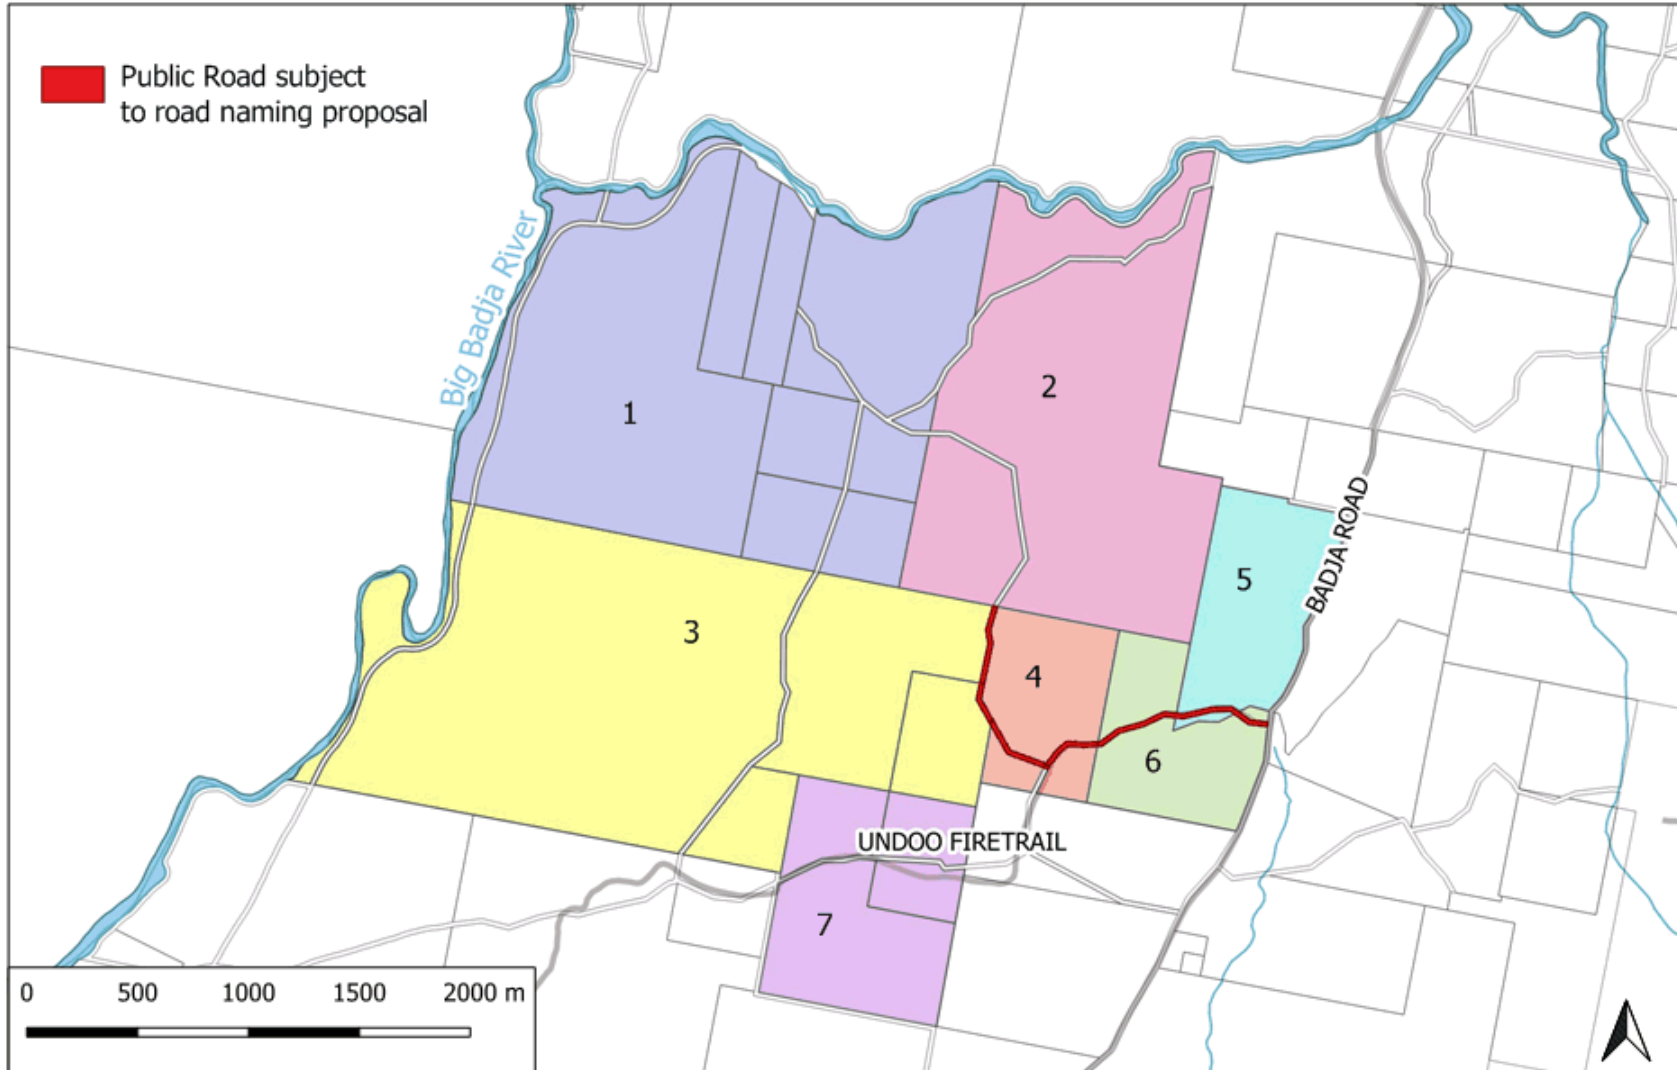 Public Road subject
to road naming proposal
Big Badja River
1
2
BADJA ROAD
5
3
4
6
UNDOO FIRETRAIL
7
0 500 1000 1500 2000 m